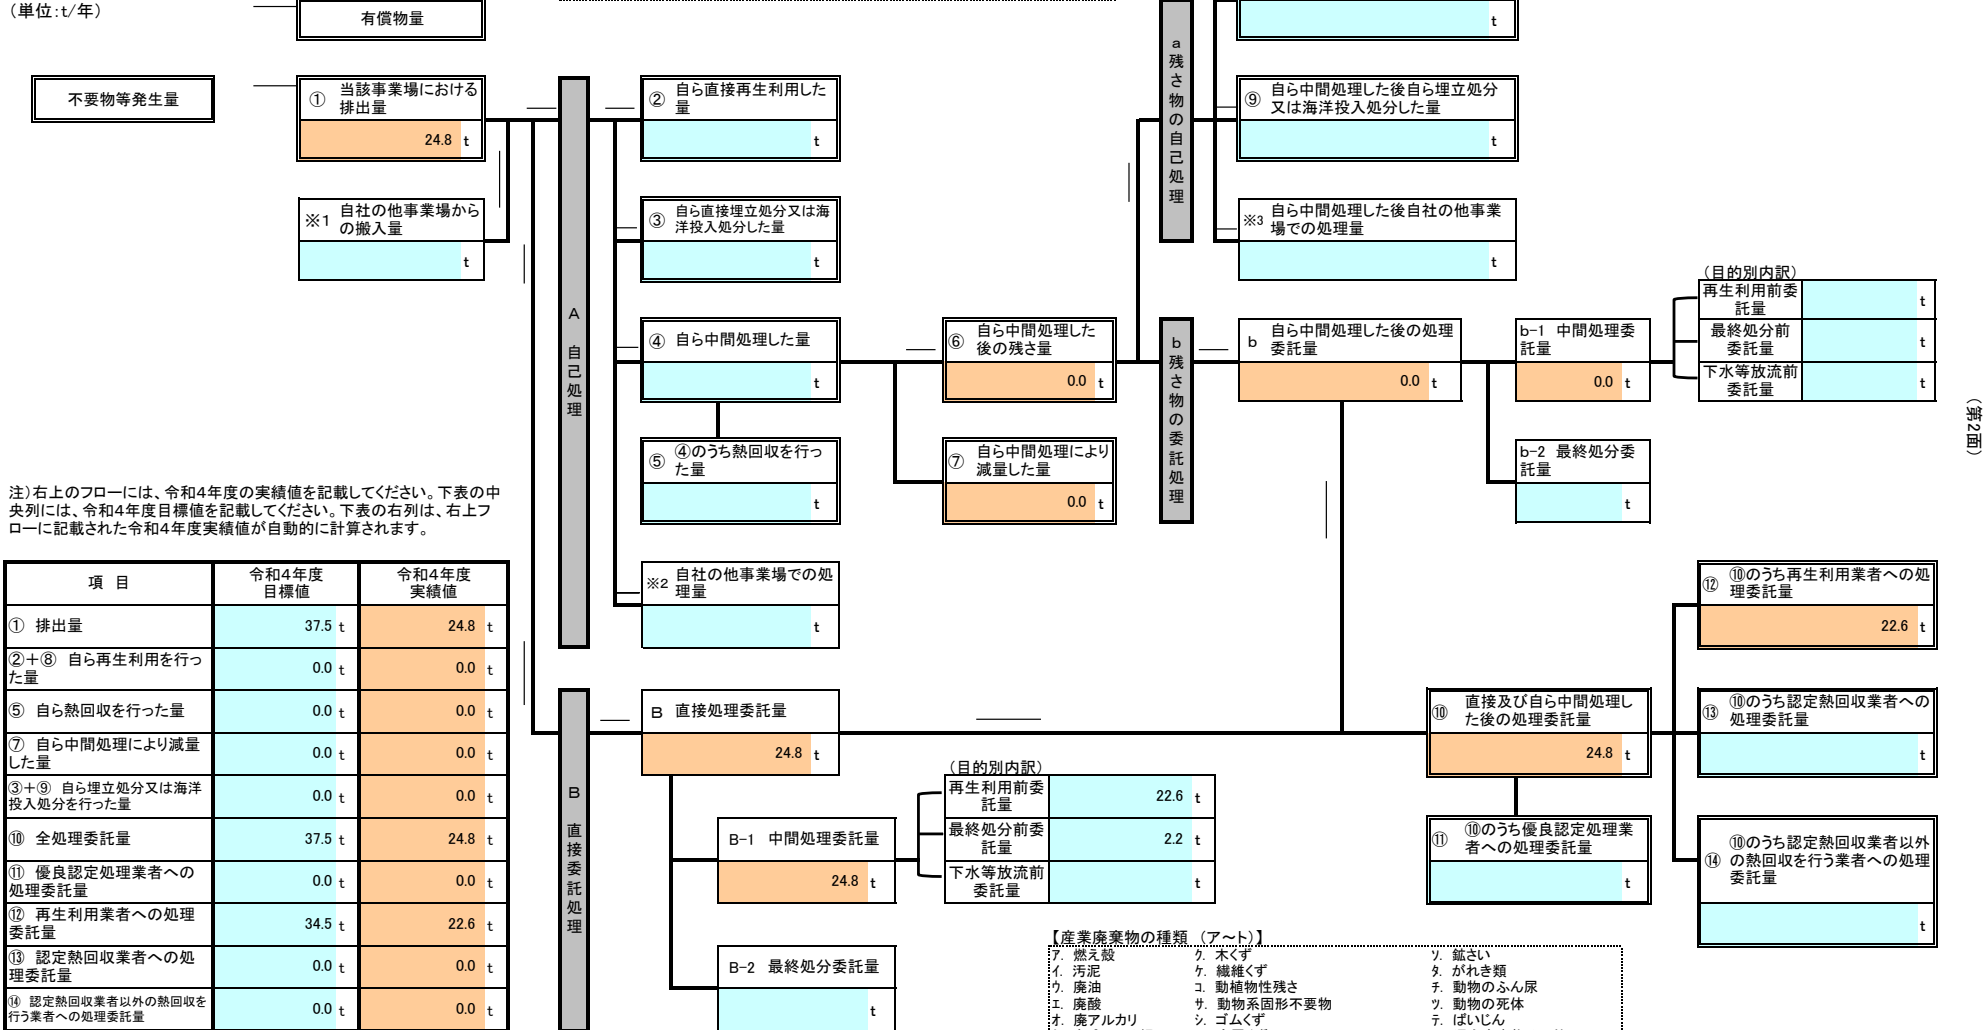 （単位：t/年）
有償物量
t
不要物等発生量
① 当該事業場における
排出量
24.8 t
※1 自社の他事業場から
の搬入量
t
A 自己処理
② 自ら直接再生利用した
量
t
③ 自ら直接埋立処分又は海
洋投入処分した量
t
④ 自ら中間処理した量
t
⑤ ④のうち熱回収を行っ
た量
t
※2 自社の他事業場での処
理量
t
⑥ 自ら中間処理した
後の残さ量
0.0 t
⑦ 自ら中間処理により
減量した量
0.0 t
a 残さ物の自己処理
⑨ 自ら中間処理した後自ら埋立処分
又は海洋投入処分した量
t
※3 自ら中間処理した後自社の他事業
場での処理量
t
b 残さ物の委託処理
b 自ら中間処理した後の処理
委託量
0.0 t
b-1 中間処理委
託量
0.0 t
b-2 最終処分委
託量
t
（目的別内訳）
再生利用前委
託量
t
最終処分前
委託量
t
下水等放流前
委託量
t
（第2面）
注）右上のフローには、令和4年度の実績値を記載してください。下表の中
央列には、令和4年度目標値を記載してください。下表の右列は、右上フ
ローに記載された令和4年度実績値が自動的に計算されます。
項 目 令和4年度
目標値 令和4年度
実績値
① 排出量 37.5 t 24.8 t
②＋⑧ 自ら再生利用を行っ
た量 0.0 t 0.0 t
⑤ 自ら熱回収を行った量 0.0 t 0.0 t
⑦ 自ら中間処理により減量
した量 0.0 t 0.0 t
③＋⑨ 自ら埋立処分又は海洋
投入処分を行った量 0.0 t 0.0 t
⑩ 全処理委託量 37.5 t 24.8 t
⑪ 優良認定処理業者への
処理委託量 0.0 t 0.0 t
⑫ 再生利用業者への処理
委託量 34.5 t 22.6 t
⑬ 認定熱回収業者への処
理委託量 0.0 t 0.0 t
⑭ 認定熱回収業者以外の熱回収を
行う業者への処理委託量 0.0 t 0.0 t
B 直接委託処理
B 直接処理委託量
24.8 t
B-1 中間処理委託量
24.8 t
B-2 最終処分委託量
t
（目的別内訳）
再生利用前委
託量
22.6 t
最終処分前委
託量
2.2 t
下水等放流前
委託量
t
⑩ 直接及び自ら中間処理し
た後の処理委託量
24.8 t
⑪ ⑩のうち優良認定処理業
者への処理委託量
t
⑫ ⑩のうち再生利用業者への処
理委託量
22.6 t
⑬ ⑩のうち認定熱回収業者への
処理委託量
t
⑭ ⑩のうち認定熱回収業者以外
の熱回収を行う業者への処理
委託量
t
【産業廃棄物の種類 （ア～ト）】
ア. 燃え殻 ク. 木くず ソ. 鉱さい
イ. 汚泥 ケ. 繊維くず タ. がれき類
ウ. 廃油 コ. 動植物性残さ チ. 動物のふん尿
エ. 廃酸 サ. 動物系固形不要物 ツ. 動物の死体
オ. 廃アルカリ シ. ゴムくず テ. ばいじん